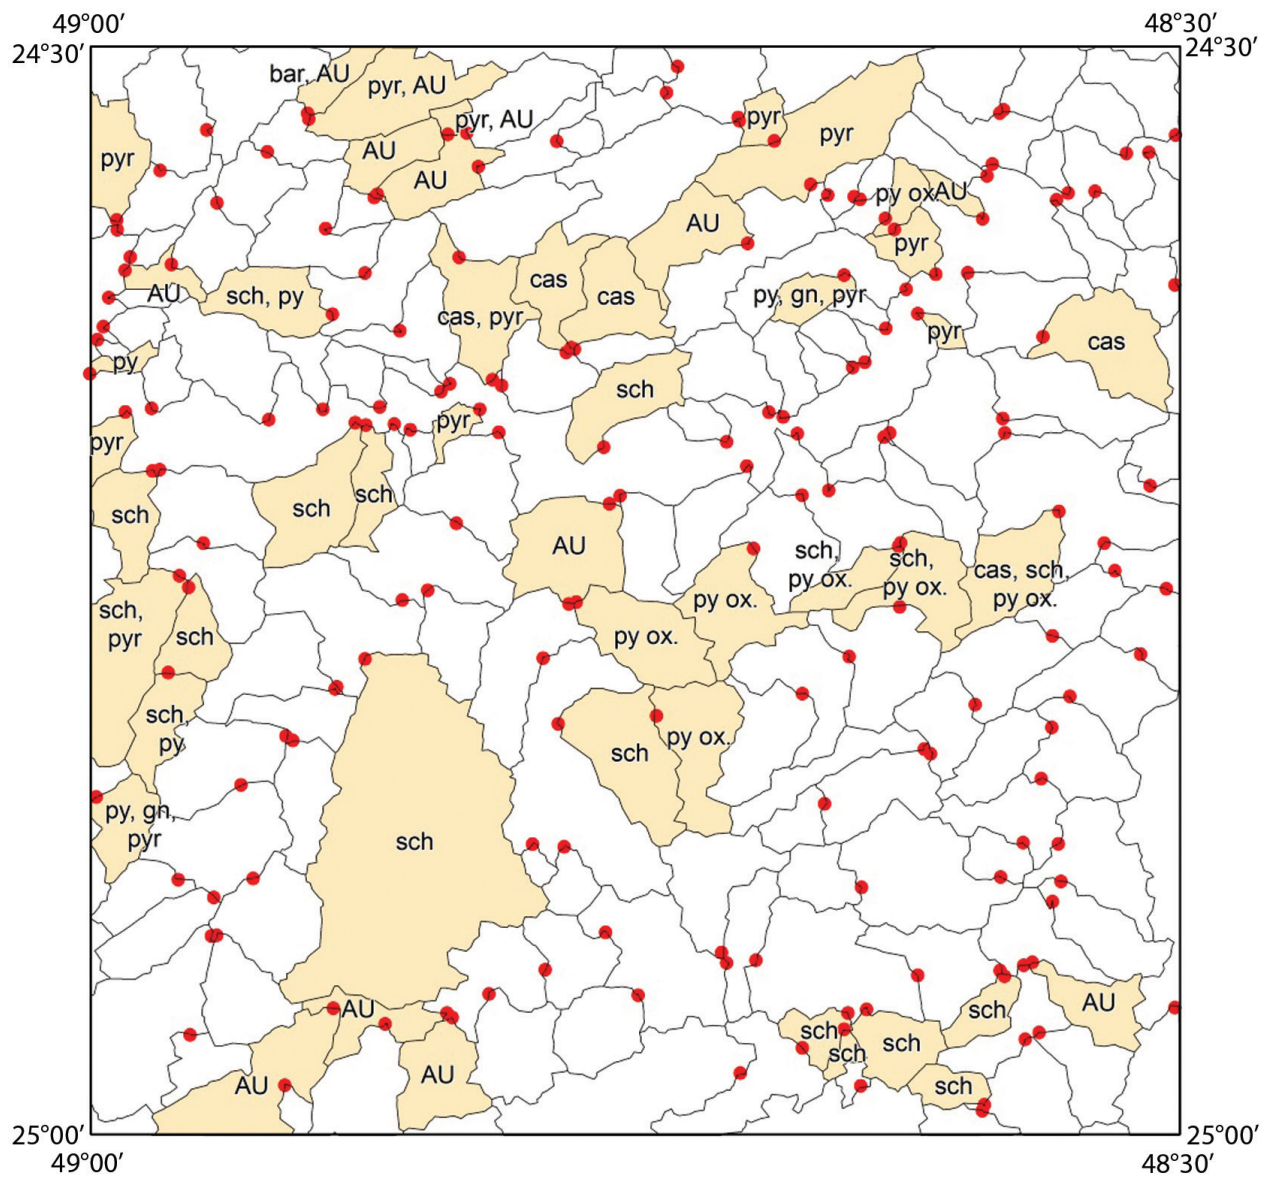 49°00′
48°30′
24°30′
24°30′
bar, AU
pyr, AU
pyr, AU
pyr
pyr
pyr
AU
AU
py ox
AU
AU
pyr
AU
sch, py
cas
cas
cas, pyr
py, gn, pyr
pyr
cas
py
sch
pyr
pyr
sch
sch
sch
AU
sch,
py ox.
sch,
py ox.
cas, sch,
py ox.
py ox.
sch,
pyr
sch
py ox.
sch,
py
sch
py ox.
py, gn,
pyr
sch
AU
AU
AU
sch
sch
sch
sch
AU
sch
25°00′
25°00′
49°00′
48°30′